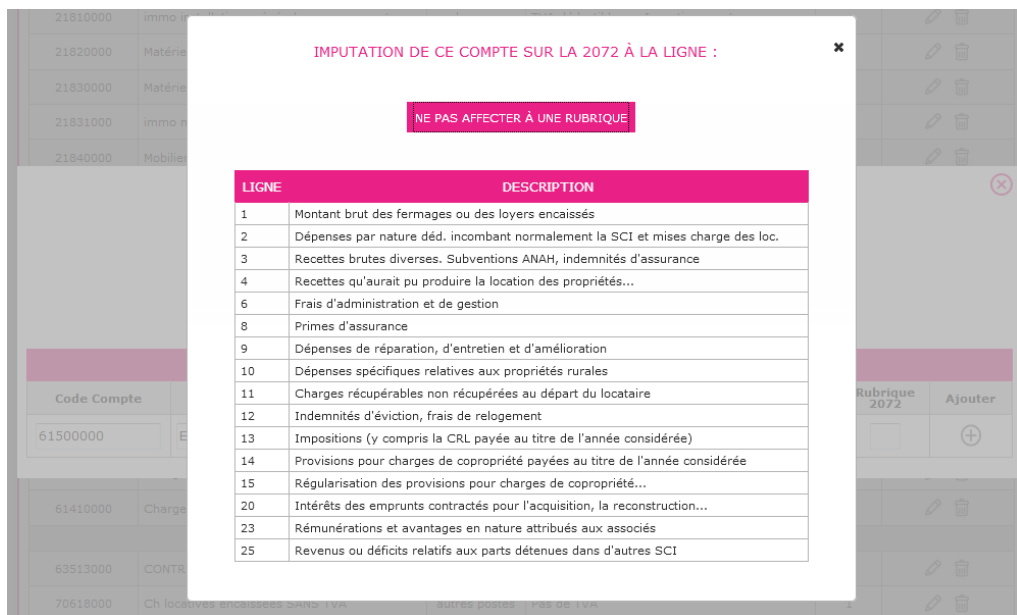 21810000
21820000 Matérie
21830000 Matérie
21831000 immo
21840000 Mobilier
IMPUTATION DE CE COMPTE SUR LA 2072 À LA LIGNE :
NE PAS AFFECTER À UNE RUBRIQUE
LIGNE DESCRIPTION
1 Montant brut des fermages ou des loyers encaissés
2 Dépenses par nature déd. incombant normalement la SCI et mises charge des loc.
3 Recettes brutes diverses. Subventions ANAH, indemnités d'assurance
4 Recettes qu'aurait pu produire la location des propriétés...
6 Frais d'administration et de gestion
8 Primes d'assurance
9 Dépenses de réparation, d'entretien et d'amélioration
10 Dépenses spécifiques relatives aux propriétés rurales
11 Charges récupérables non récupérées au départ du locataire
12 Indemnités d'éviction, frais de relogement
13 Impositions (y compris la CRL payée au titre de l'année considérée)
14 Provisions pour charges de copropriété payées au titre de l'année considérée
15 Régularisation des provisions pour charges de copropriété...
20 Intérêts des emprunts contractés pour l'acquisition, la reconstruction...
23 Rémunérations et avantages en nature attribués aux associés
25 Revenus ou déficits relatifs aux parts détenues dans d'autres SCI
Code Compte Rubrique 2072 Ajouter
61500000 E
61410000 Charge
63513000 CONTR
70618000 Ch locatives encaissées SANS TVA autres postes Pas de TVA 1